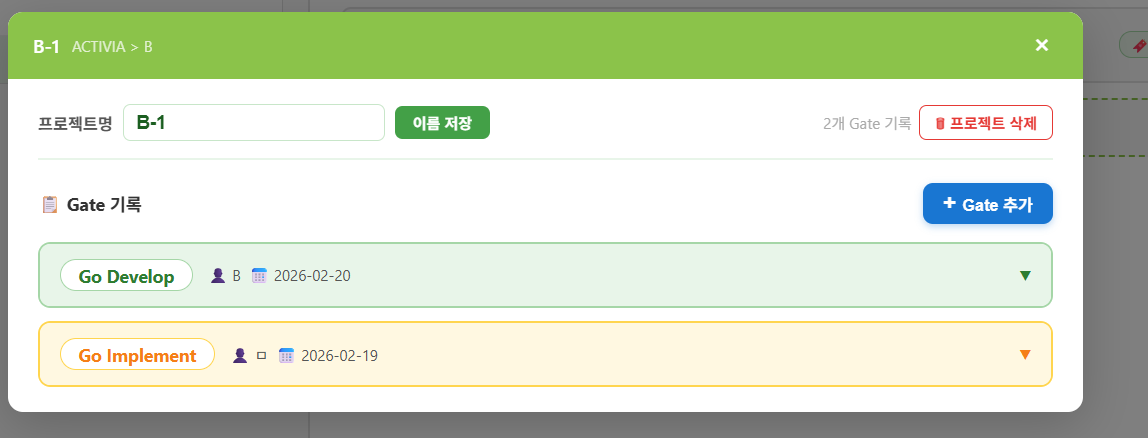 B-1 ACTIVIA > B ×
프로젝트명 B-1 이름 저장 2개 Gate 기록 프로젝트 삭제
Gate 기록 + Gate 추가
Go Develop B 2026-02-20 ▼
Go Implement ㅁ 2026-02-19 ▼